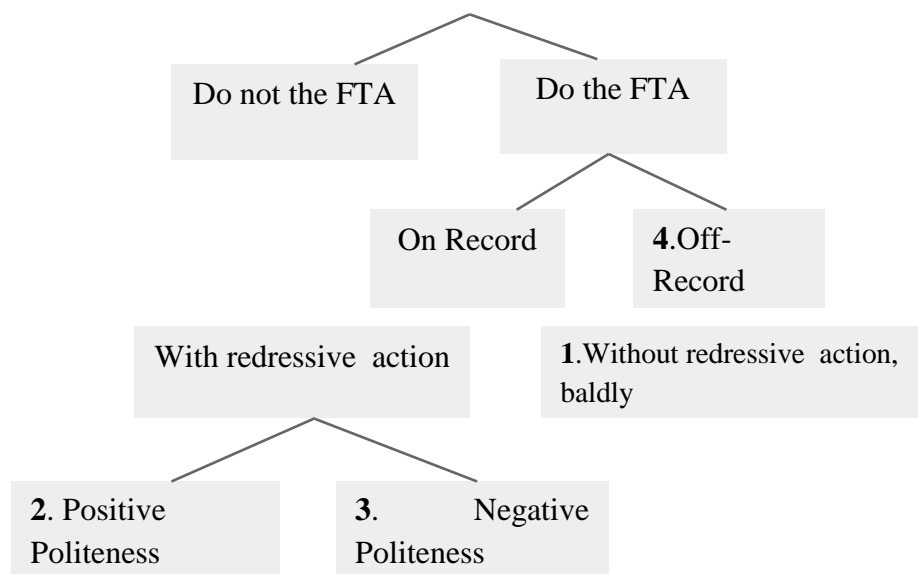 Do not the FTA
Do the FTA
On Record
4.Off-
Record
With redressive action
1.Without redressive action,
baldly
2. Positive
Politeness
3. Negative
Politeness